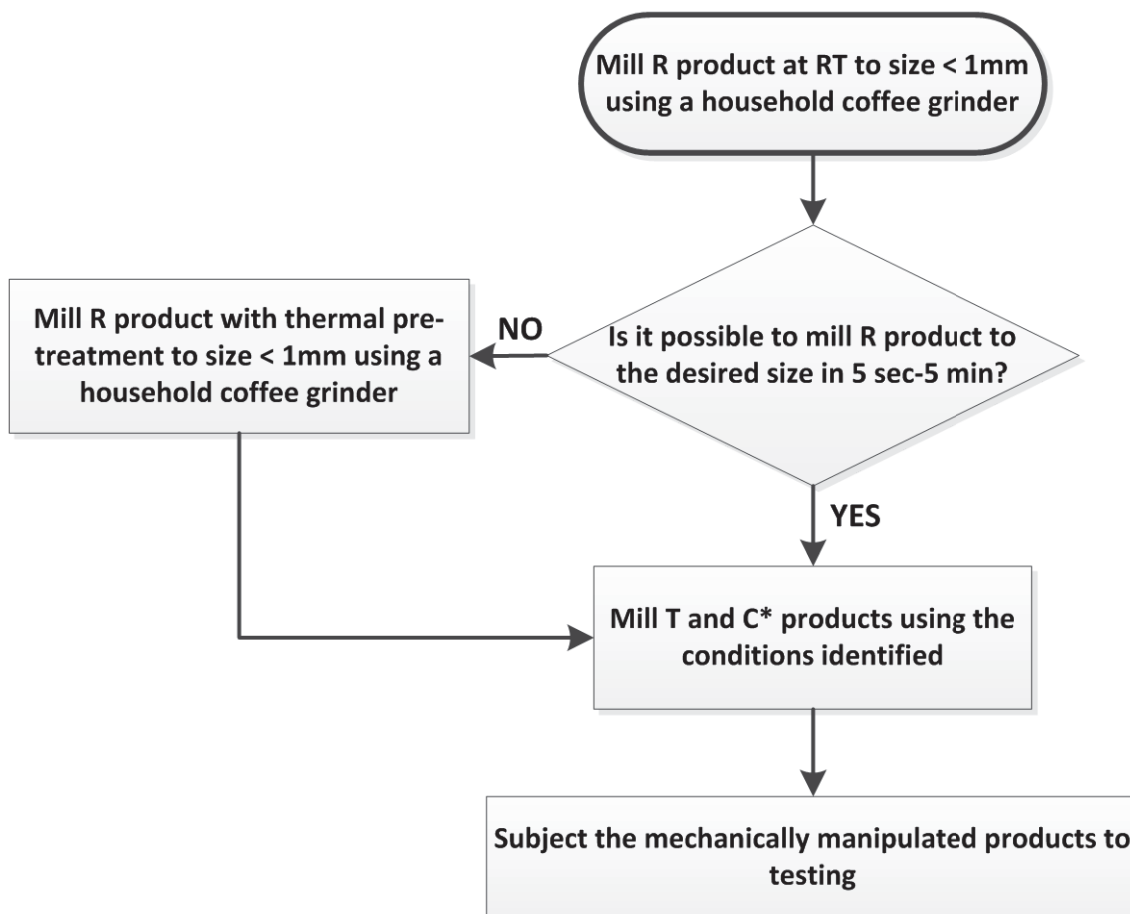 Mill R product at RT to size < 1mm
using a household coffee grinder
Is it possible to mill R product to
the desired size in 5 sec-5 min?
NO
Mill R product with thermal pre-
treatment to size < 1mm using a
household coffee grinder
YES
Mill T and C* products using the
conditions identified
Subject the mechanically manipulated products to
testing